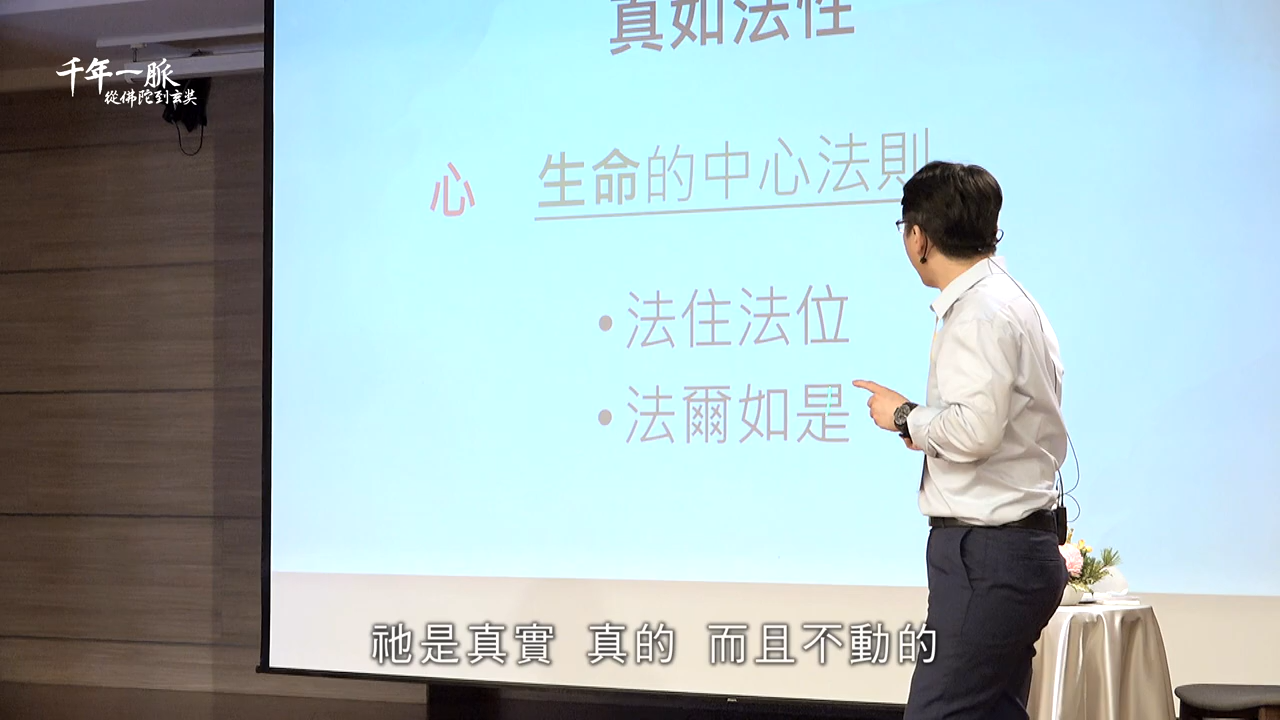 千年一脈
從佛陀到玄奘
真如法性
心 生命的中心法則
•法住法位
•法爾如是
祂是真實 真的 而且不動的